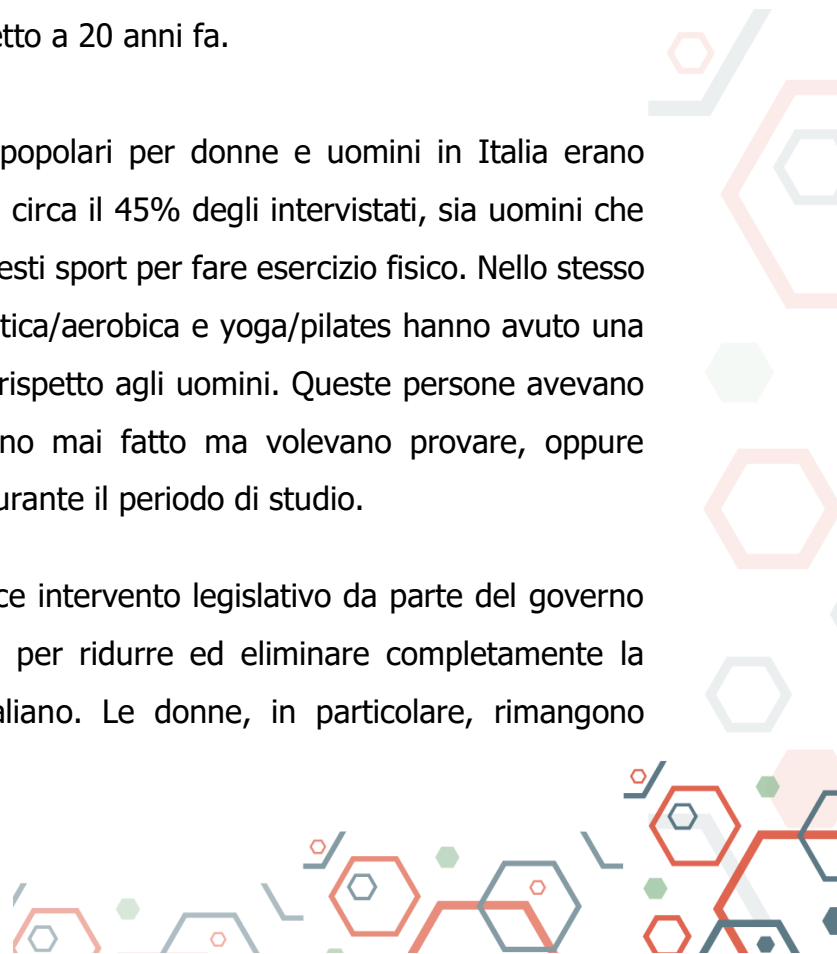 etto a 20 anni fa.
popolari per donne e uomini in Italia erano
circa il 45% degli intervistati, sia uomini che
esti sport per fare esercizio fisico. Nello stesso
tica/aerobica e yoga/pilates hanno avuto una
rispetto agli uomini. Queste persone avevano
no mai fatto ma volevano provare, oppure
urante il periodo di studio.
ce intervento legislativo da parte del governo
per ridurre ed eliminare completamente la
aliano. Le donne, in particolare, rimangono